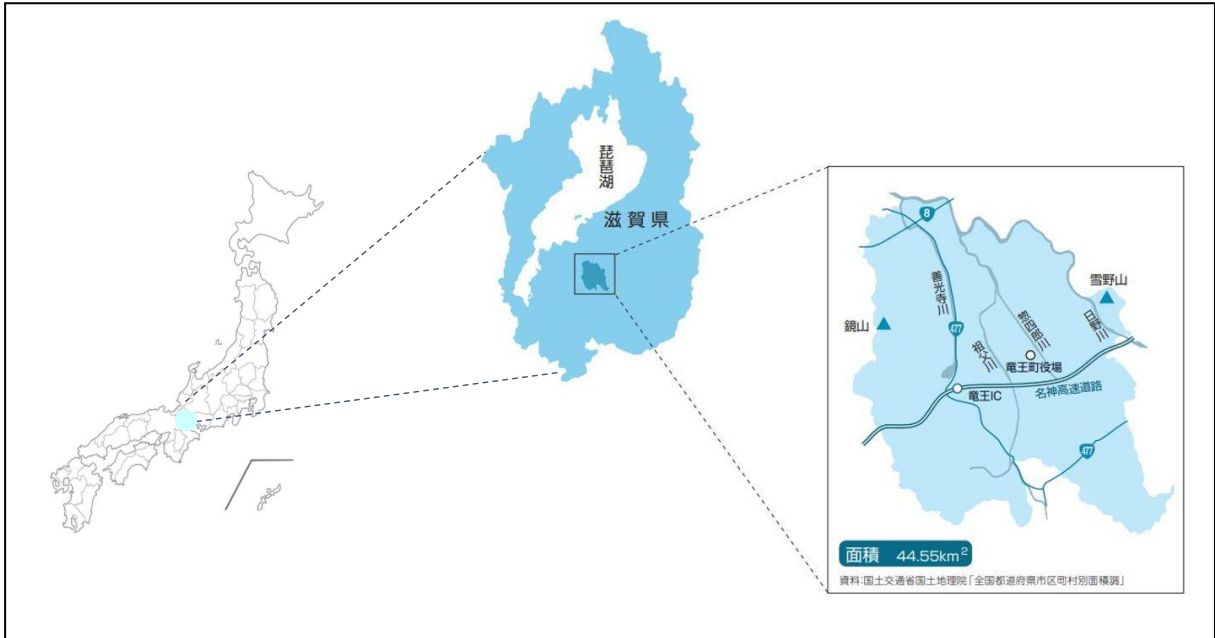 琵琶湖
滋賀県
8
善光寺川
雪野山
鏡山
477
惣四郎川
日野川
祖父川
竜王町役場
竜王IC
名神高速道路
477
面積 44.55km²
資料:国土交通省国土地理院「全国都道府県市区町村別面積調」